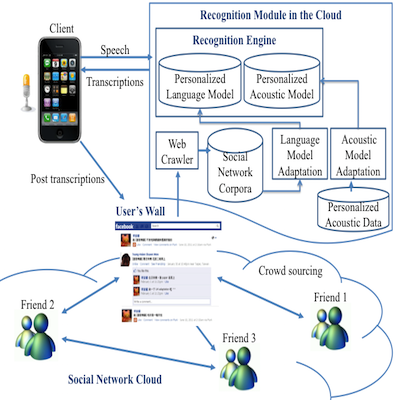 Recognition Module in the Cloud
Client
Recognition Engine
Speech
Transcriptions
Personalized
Language Model
Personalized
Acoustic Model
Web
Crawler
Social
Network
Corpora
Language
Model
Adaptation
Acoustic
Model
Adaptation
Post transcriptions
Personalized
Acoustic Data
User's Wall
facebook
Crowd sourcing
Friend 2
Friend 1
Friend 3
Social Network Cloud